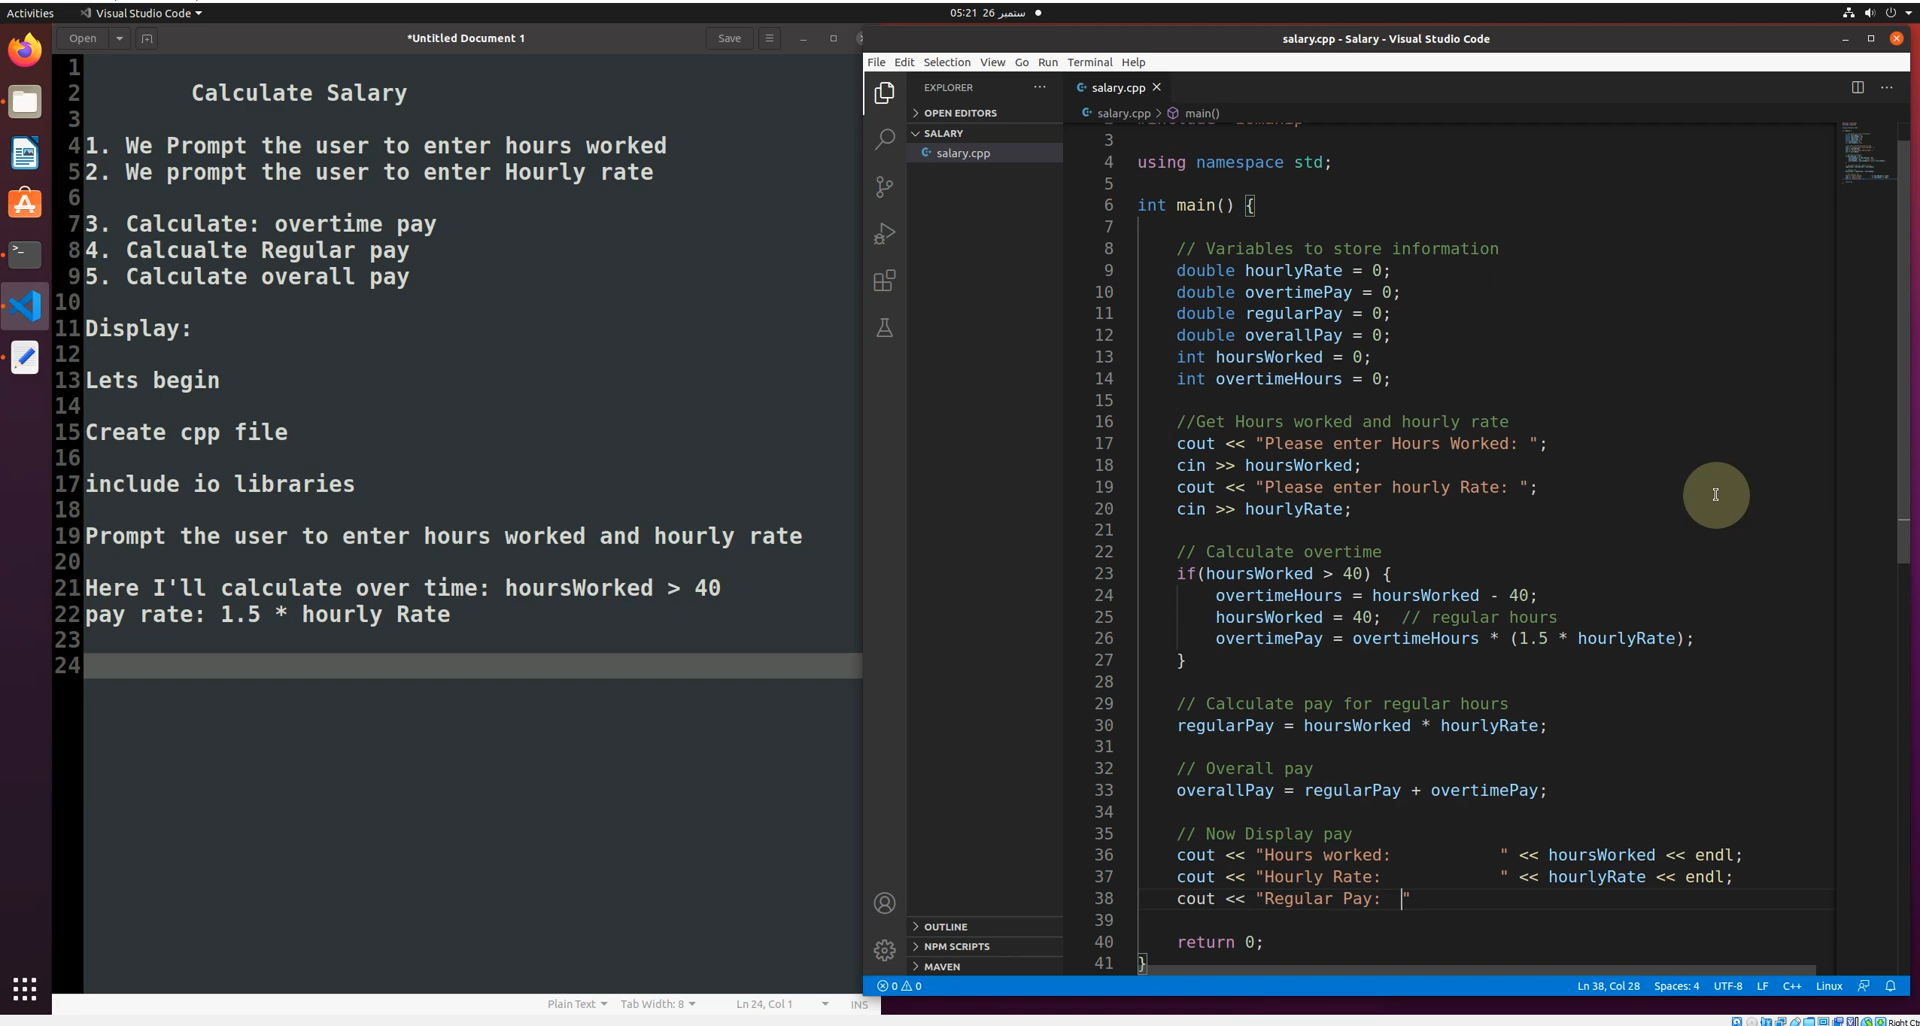 Activities
Visual Studio Code
05:21 26 ستمبر
Open
*Untitled Document 1
Save
1
2 Calculate Salary
3
4 1. We Prompt the user to enter hours worked
5 2. We prompt the user to enter Hourly rate
6
7 3. Calculate: overtime pay
8 4. Calcualte Regular pay
9 5. Calculate overall pay
10
11 Display:
12
13 Lets begin
14
15 Create cpp file
16
17 include io libraries
18
19 Prompt the user to enter hours worked and hourly rate
20
21 Here I'll calculate over time: hoursWorked > 40
22 pay rate: 1.5 * hourly Rate
23
24
Plain Text
Tab Width: 8
Ln 24, Col 1
INS
salary.cpp - Salary - Visual Studio Code
File Edit Selection View Go Run Terminal Help
EXPLORER
OPEN EDITORS
SALARY
salary.cpp
OUTLINE
NPM SCRIPTS
MAVEN
salary.cpp
salary.cpp > main()
3
4 using namespace std;
5
6 int main() {
7
8 // Variables to store information
9 double hourlyRate = 0;
10 double overtimePay = 0;
11 double regularPay = 0;
12 double overallPay = 0;
13 int hoursWorked = 0;
14 int overtimeHours = 0;
15
16 //Get Hours worked and hourly rate
17 cout << "Please enter Hours Worked: ";
18 cin >> hoursWorked;
19 cout << "Please enter hourly Rate: ";
20 cin >> hourlyRate;
21
22 // Calculate overtime
23 if(hoursWorked > 40) {
24 overtimeHours = hoursWorked - 40;
25 hoursWorked = 40; // regular hours
26 overtimePay = overtimeHours * (1.5 * hourlyRate);
27 }
28
29 // Calculate pay for regular hours
30 regularPay = hoursWorked * hourlyRate;
31
32 // Overall pay
33 overallPay = regularPay + overtimePay;
34
35 // Now Display pay
36 cout << "Hours worked:           " << hoursWorked << endl;
37 cout << "Hourly Rate:            " << hourlyRate << endl;
38 cout << "Regular Pay:  "
39
40 return 0;
41 }
0 0
Ln 38, Col 28
Spaces: 4
UTF-8
LF
C++
Linux
Right Ct